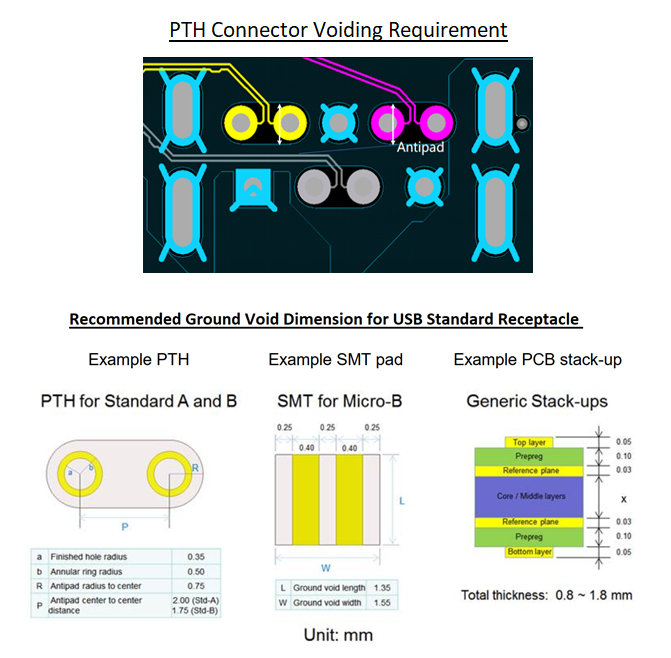 PTH Connector Voiding Requirement
Antipad
Recommended Ground Void Dimension for USB Standard Receptacle
Example PTH
Example SMT pad
Example PCB stack-up
PTH for Standard A and B
SMT for Micro-B
Generic Stack-ups
a
b
R
P
a Finished hole radius 0.35
b Annular ring radius 0.50
R Antipad radius to center 0.75
P Antipad center to center distance 2.00 (Std-A) 1.75 (Std-B)
0.25 0.25 0.25
0.40 0.40
L
W
L Ground void length 1.35
W Ground void width 1.55
Top layer 0.05
Prepreg 0.10
Reference plane 0.03
Core / Middle layers x
Reference plane 0.03
Prepreg 0.10
Bottom layer 0.05
Total thickness: 0.8 ~ 1.8 mm
Unit: mm